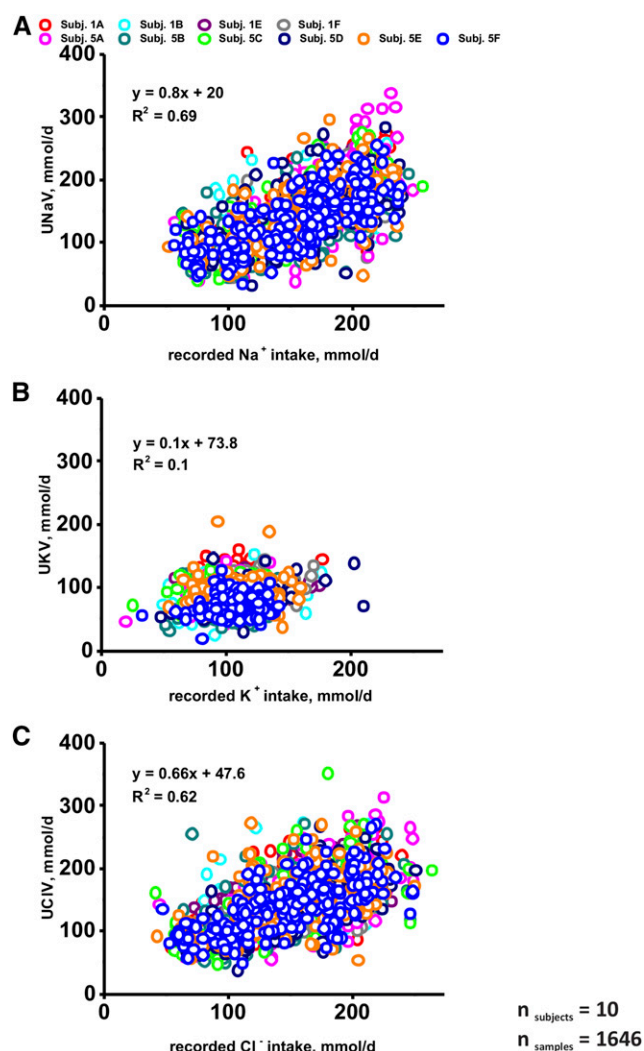 A
Subj. 1A Subj. 1B Subj. 1E Subj. 1F
Subj. 5A Subj. 5B Subj. 5C Subj. 5D Subj. 5E Subj. 5F
400
y = 0.8x + 20
R² = 0.69
300
UNaV, mmol/d
200
100
0
100 200
recorded Na⁺ intake, mmol/d
B
400
y = 0.1x + 73.8
R² = 0.1
300
UKV, mmol/d
200
100
0
0 100 200
recorded K⁺ intake, mmol/d
C
400
y = 0.66x + 47.6
R² = 0.62
300
UClV, mmol/d
200
100
0
0 100 200
recorded Cl⁻ intake, mmol/d
n subjects = 10
n samples = 1646